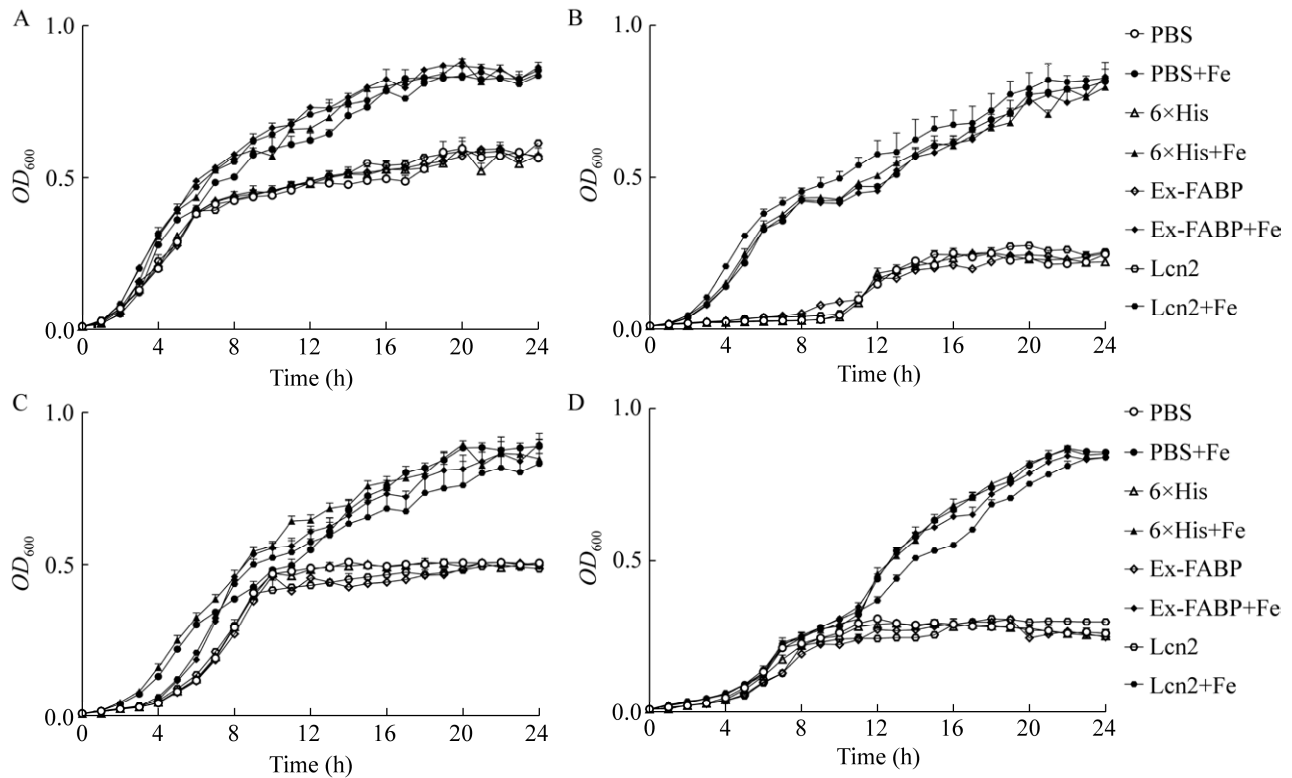 A
1.0
0.5
0.0
OD600
0 4 8 12 16 20 24
Time (h)
B
1.0
0.5
0.0
OD600
0 4 8 12 16 20 24
Time (h)
PBS
PBS+Fe
6×His
6×His+Fe
Ex-FABP
Ex-FABP+Fe
Lcn2
Lcn2+Fe
C
1.0
0.5
0.0
OD600
0 4 8 12 16 20 24
Time (h)
D
1.0
0.5
0.0
OD600
0 4 8 12 16 20 24
Time (h)
PBS
PBS+Fe
6×His
6×His+Fe
Ex-FABP
Ex-FABP+Fe
Lcn2
Lcn2+Fe